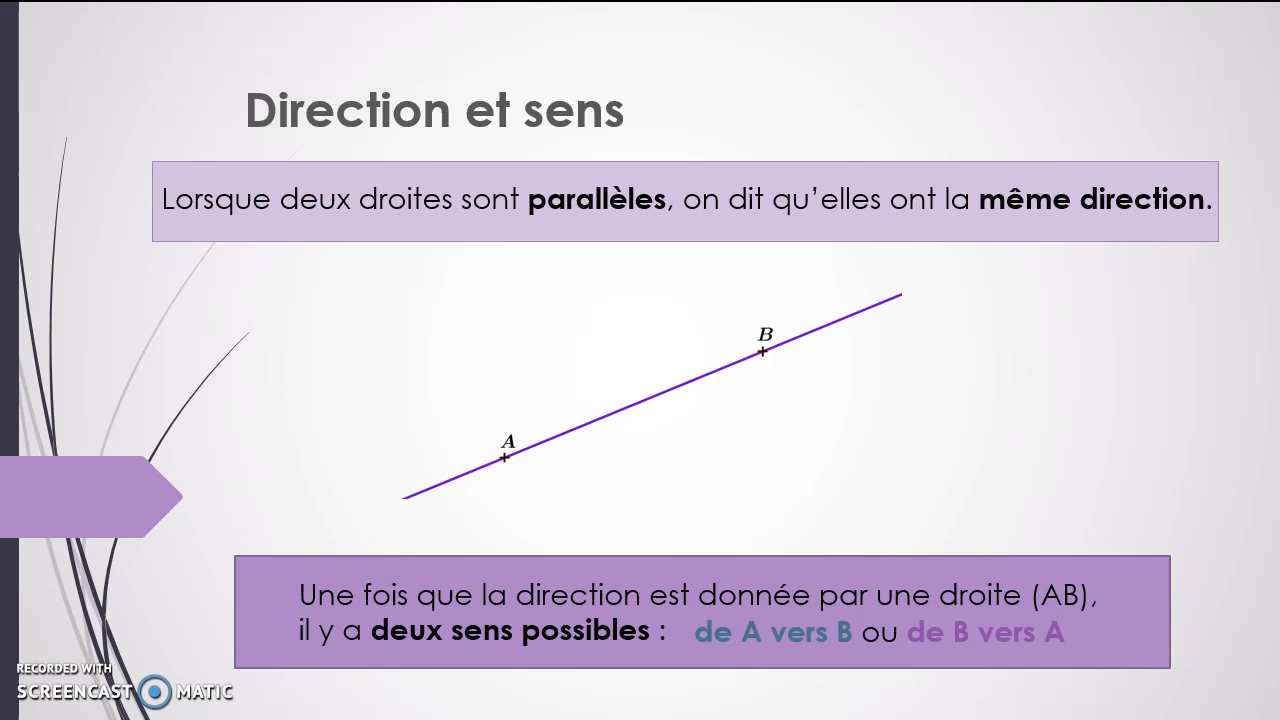 Direction et sens
Lorsque deux droites sont parallèles, on dit qu’elles ont la même direction.
B
A
Une fois que la direction est donnée par une droite (AB),
il y a deux sens possibles : de A vers B ou de B vers A
RECORDED WITH
SCREENCAST MATIC